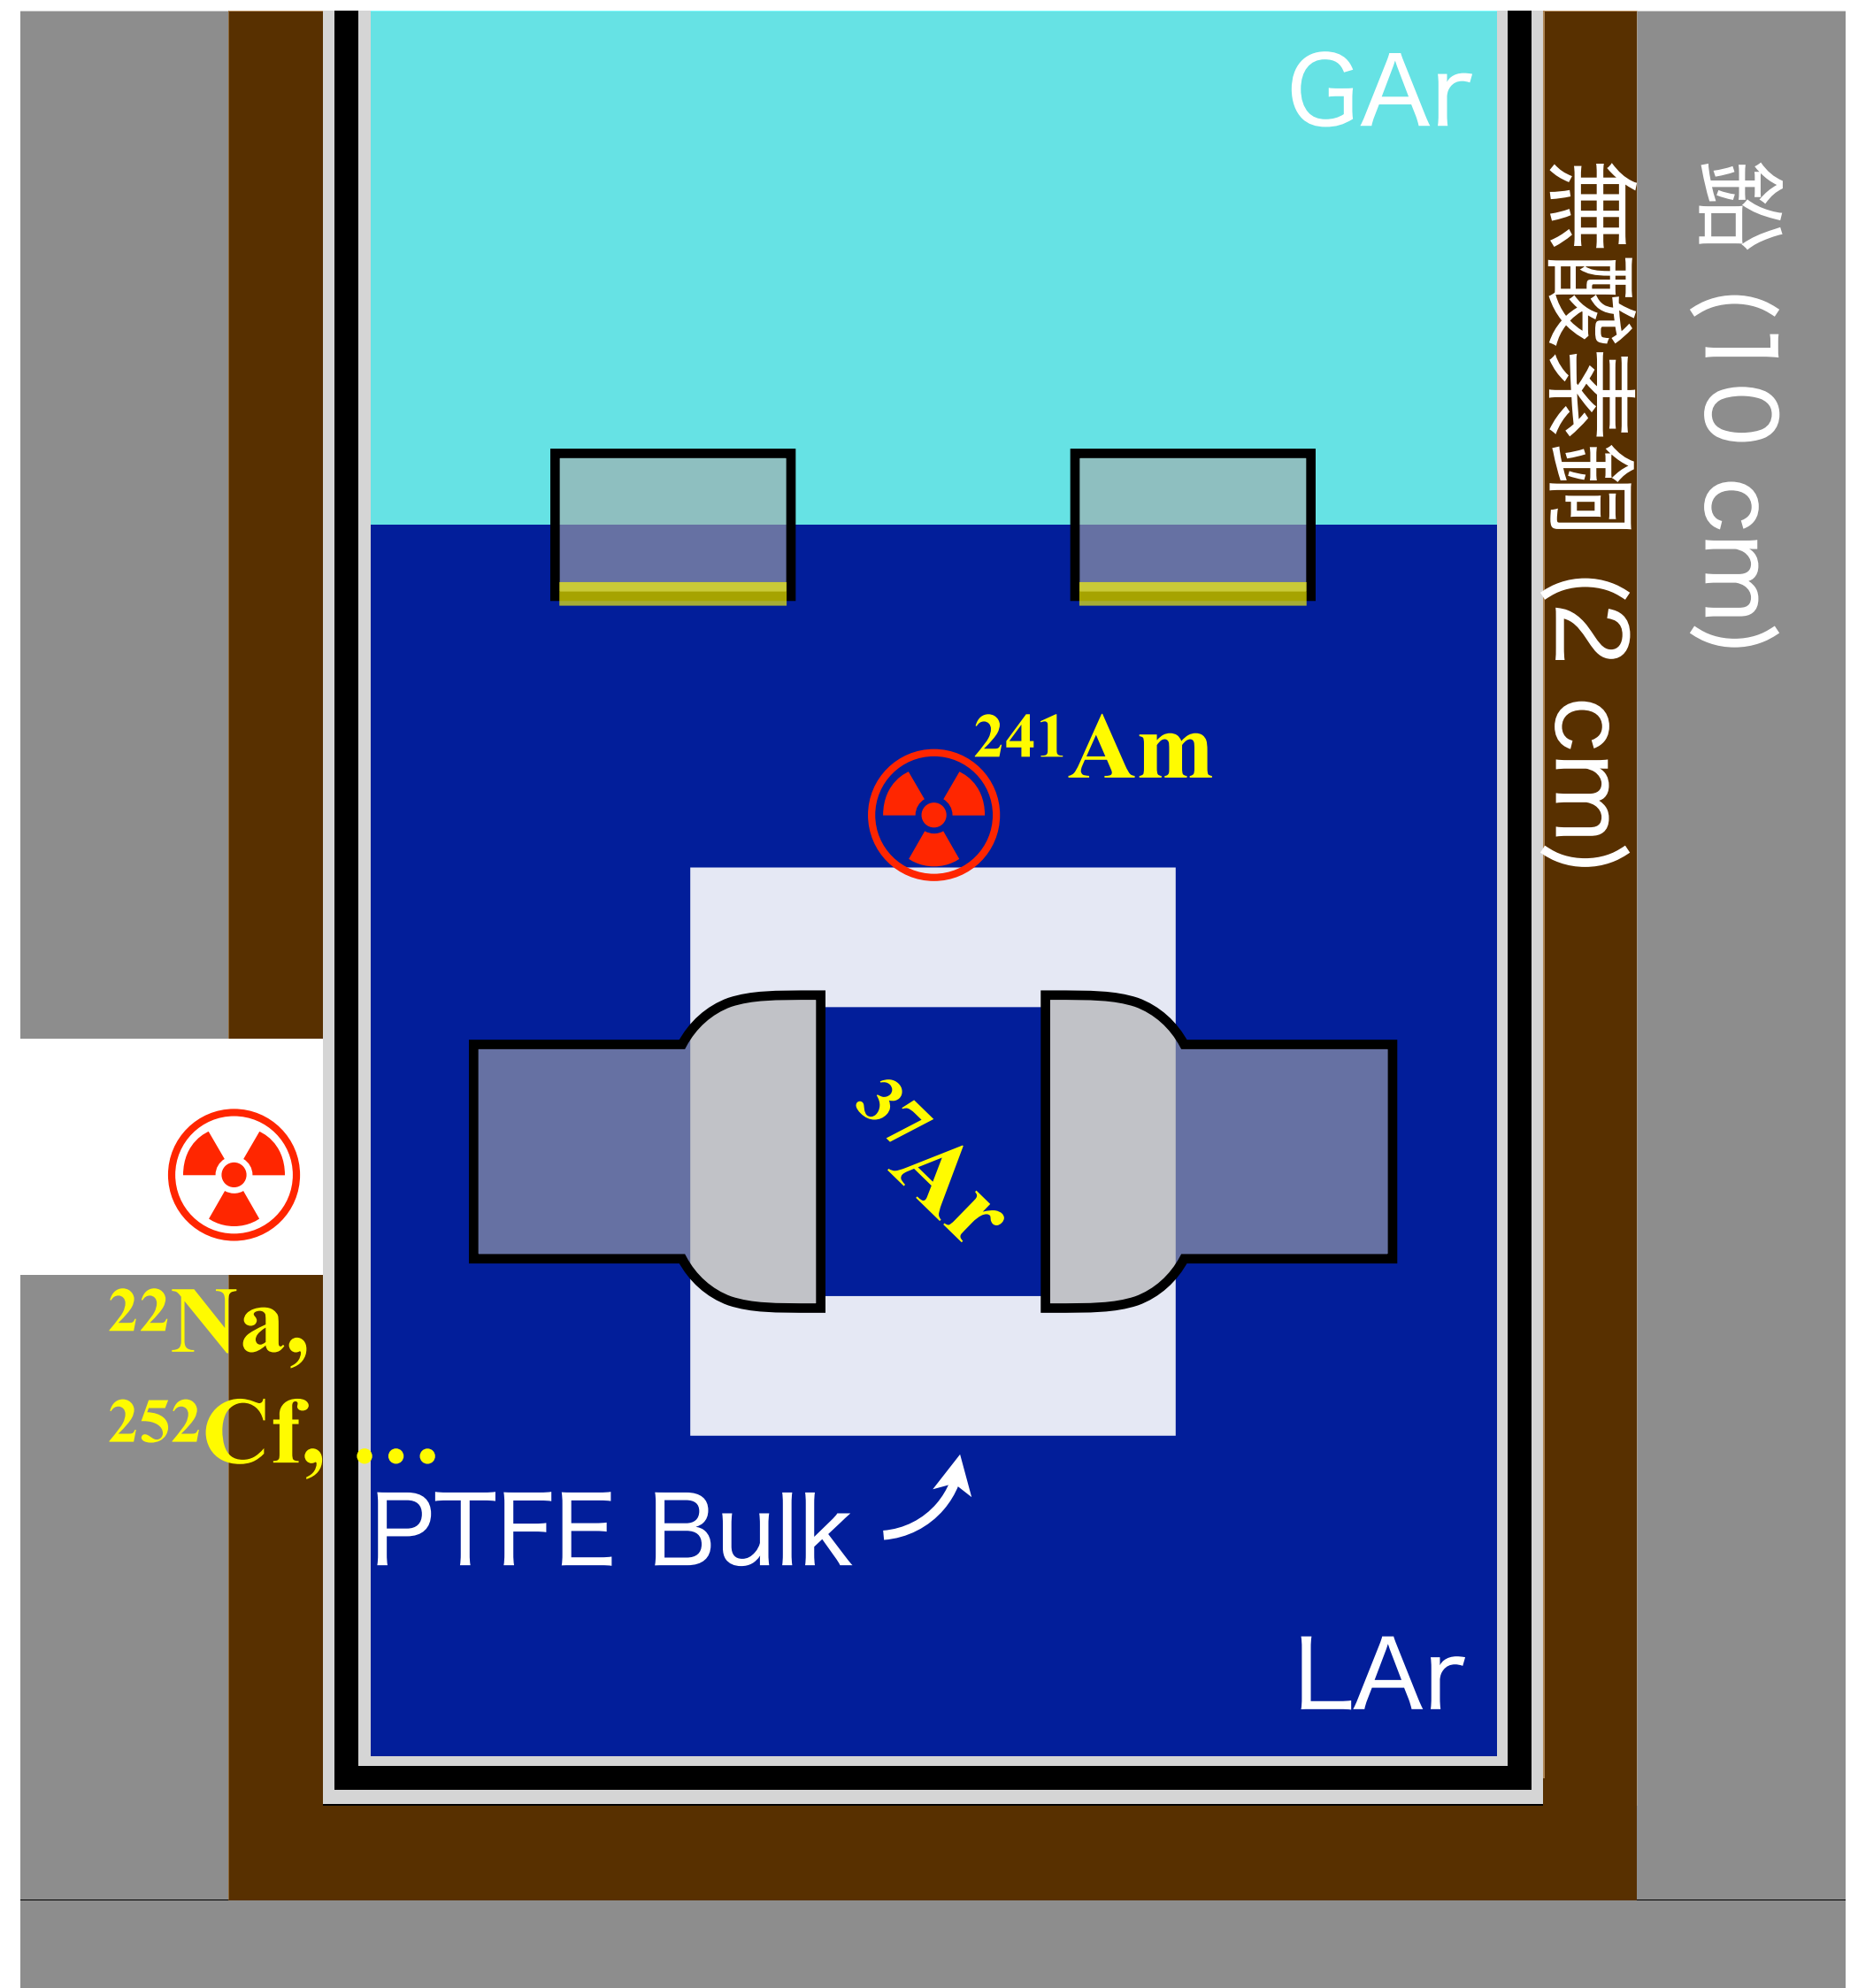 GAr
鉛 (10 cm)
無酸素銅 (2 cm)
²⁴¹Am
³⁷Ar
²²Na,
²⁵²Cf, ...
PTFE Bulk
LAr